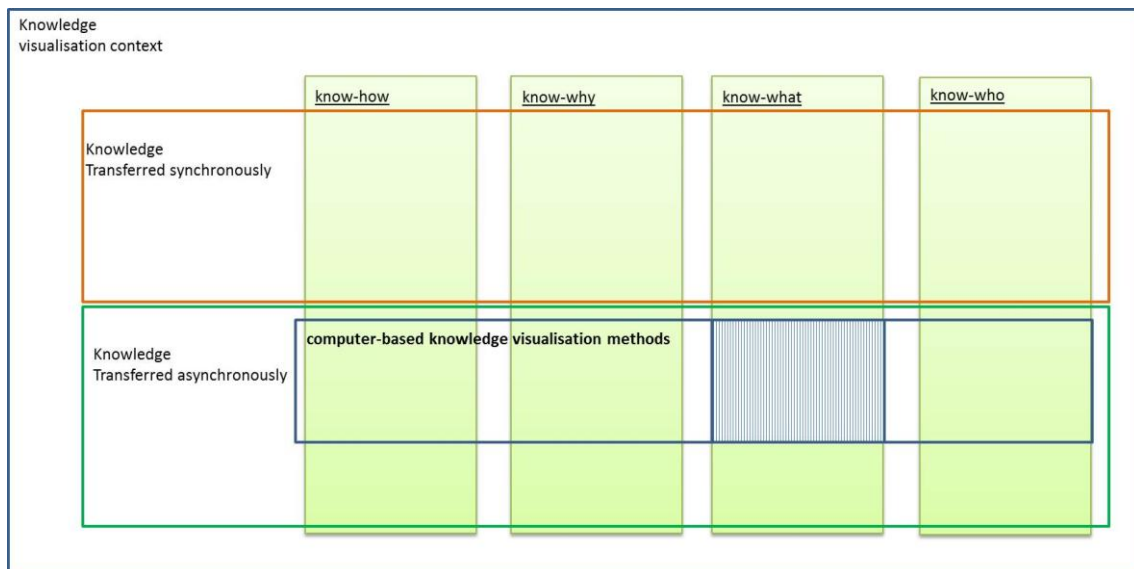 Knowledge
visualisation context
know-how
know-why
know-what
know-who
Knowledge
Transferred synchronously
computer-based knowledge visualisation methods
Knowledge
Transferred asynchronously